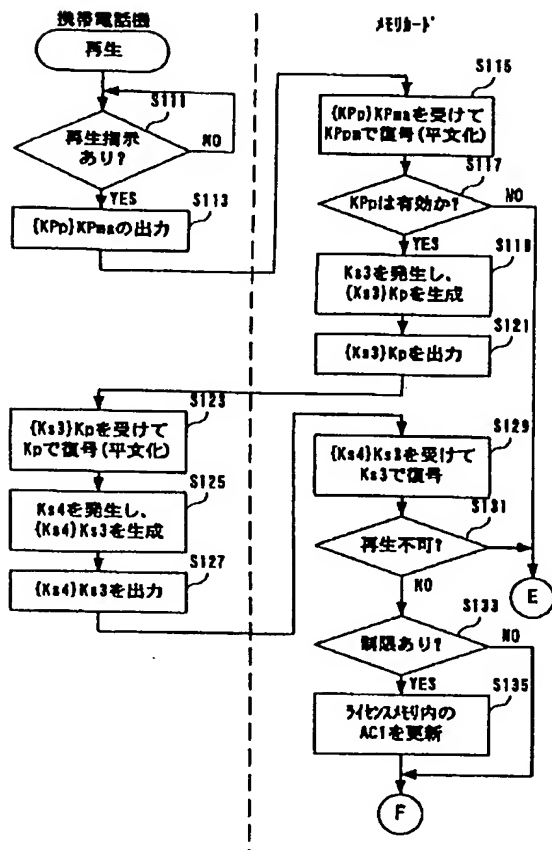 携帯電話機
メモリカード
再生
S111
再生指示
あり?
NO
YES
S113
{KPp}KPmaの出力
S115
{KPp}KPmaを受けて
KPpmで復号(平文化)
S117
KPpは有効か?
NO
YES
S119
Ks3を発生し、
{Ks3}Kpを生成
S121
{Ks3}Kpを出力
S123
{Ks3}Kpを受けて
Kpで復号(平文化)
S125
Ks4を発生し、
{Ks4}Ks3を生成
S127
{Ks4}Ks3を出力
S129
{Ks4}Ks3を受けて
Ks3で復号
S131
再生不可?
E
NO
S133
制限あり?
NO
YES
S135
ライセンスメモリ内の
AC1を更新
F